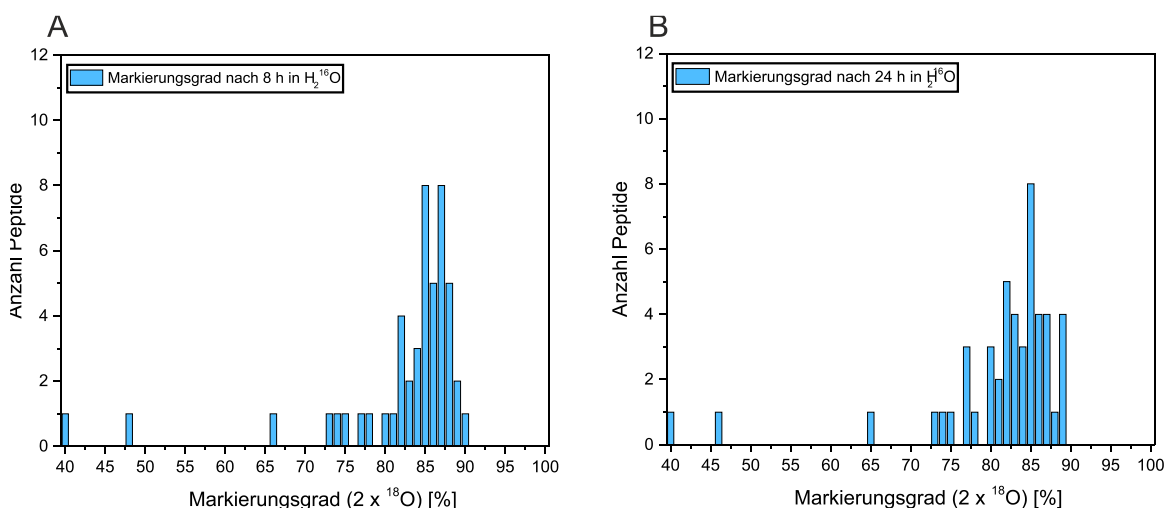 A
12
10
8
6
4
2
0
Anzahl Peptide
Markierungsgrad nach 8 h in H₂¹⁶O
40 45 50 55 60 65 70 75 80 85 90 95 100
Markierungsgrad (2 x ¹⁸O) [%]
B
12
10
8
6
4
2
0
Anzahl Peptide
Markierungsgrad nach 24 h in H₂¹⁶O
40 45 50 55 60 65 70 75 80 85 90 95 100
Markierungsgrad (2 x ¹⁸O) [%]